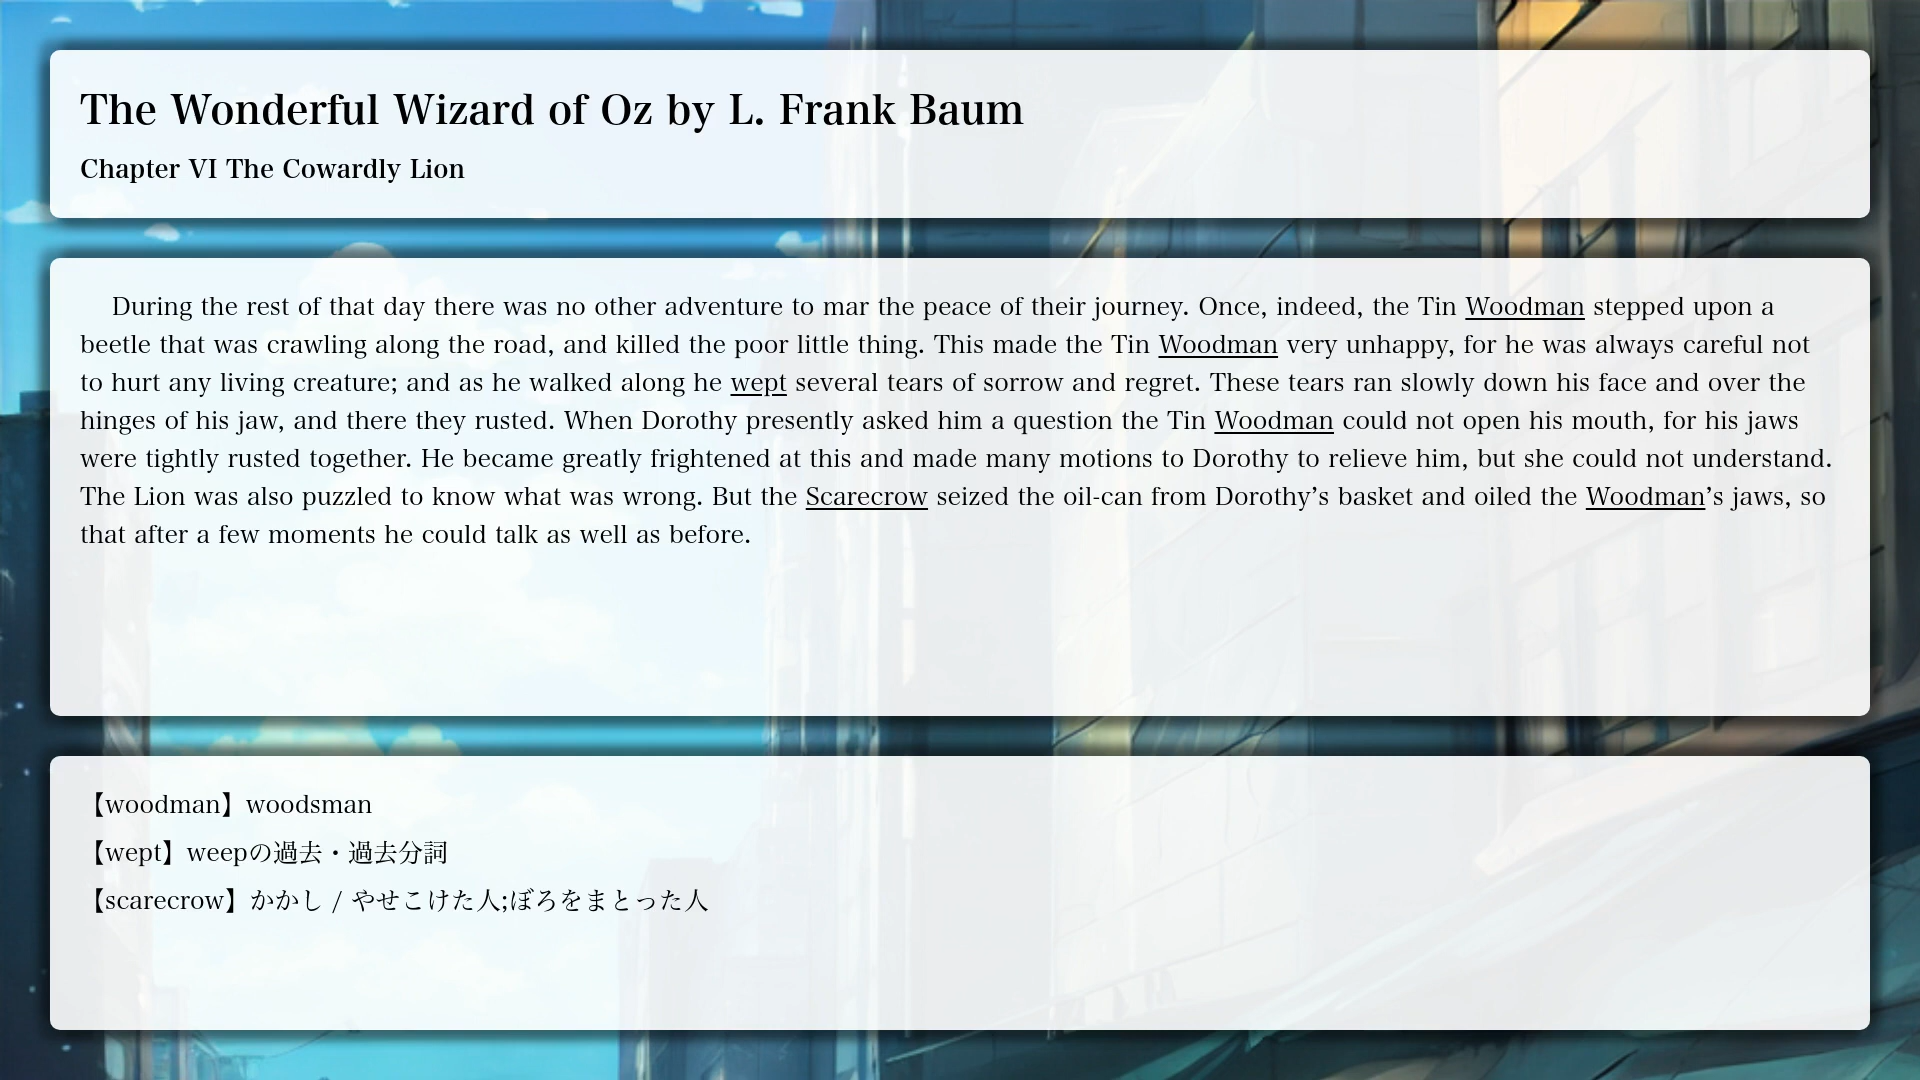 The Wonderful Wizard of Oz by L. Frank Baum
Chapter VI The Cowardly Lion
During the rest of that day there was no other adventure to mar the peace of their journey. Once, indeed, the Tin Woodman stepped upon a
beetle that was crawling along the road, and killed the poor little thing. This made the Tin Woodman very unhappy, for he was always careful not
to hurt any living creature; and as he walked along he wept several tears of sorrow and regret. These tears ran slowly down his face and over the
hinges of his jaw, and there they rusted. When Dorothy presently asked him a question the Tin Woodman could not open his mouth, for his jaws
were tightly rusted together. He became greatly frightened at this and made many motions to Dorothy to relieve him, but she could not understand.
The Lion was also puzzled to know what was wrong. But the Scarecrow seized the oil-can from Dorothy’s basket and oiled the Woodman’s jaws, so
that after a few moments he could talk as well as before.
【woodman】woodsman
【wept】weepの過去・過去分詞
【scarecrow】かかし / やせこけた人;ぼろをまとった人